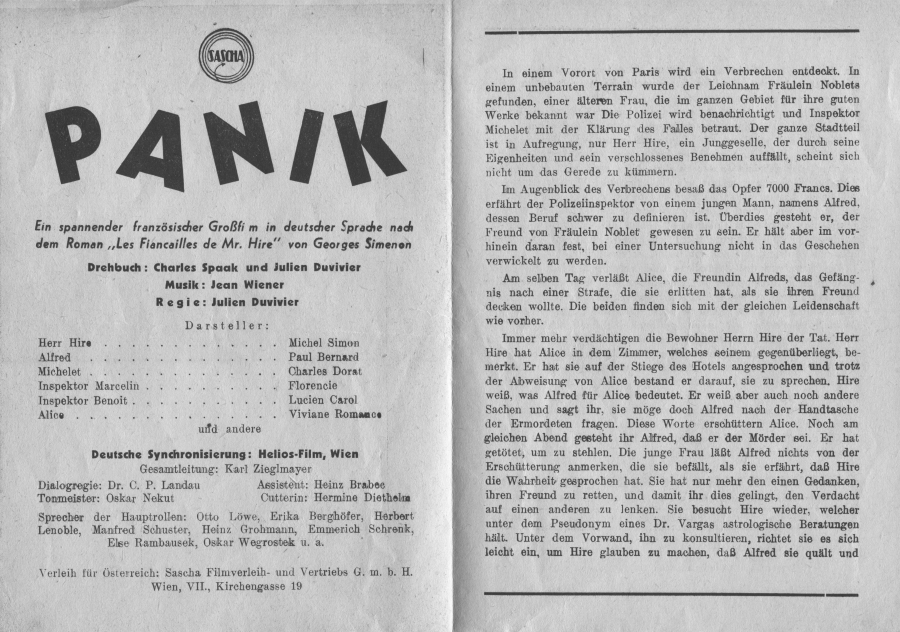 SASCHA
PANIK
Ein spannender französischer Großfi m in deutscher Sprache nach
dem Roman „Les Fiancailles de Mr. Hire" von Georges Simenon
Drehbuch: Charles Spaak und Julien Duvivier
Musik: Jean Wiener
Regie: Julien Duvivier
Darsteller:
Herr Hire . . . . . . . . . . . . . Michel Simon
Alfred . . . . . . . . . . . . . . Paul Bernard
Michelet . . . . . . . . . . . . . Charles Dorat
Inspektor Marcelin . . . . . . . . . Florencie
Inspektor Benoit . . . . . . . . . . Lucien Carol
Alice . . . . . . . . . . . . . . Viviane Romance
und andere
Deutsche Synchronisierung: Helios-Film, Wien
Gesamtleitung: Karl Zieglmayer
Dialogregie: Dr. C. P. Landau Assistent: Heinz Brabec
Tonmeister: Oskar Nekut Cutterin: Hermine Diethelm
Sprecher der Hauptrollen: Otto Löwe, Erika Berghöfer, Herbert
Lenoble, Manfred Schuster, Heinz Grohmann, Emmerich Schrenk,
Else Rambausek, Oskar Wegrostek u. a.
Verleih für Österreich: Sascha Filmverleih- und Vertriebs G. m. b. H.
Wien, VII., Kirchengasse 19
In einem Vorort von Paris wird ein Verbrechen entdeckt. In
einem unbebauten Terrain wurde der Leichnam Fräulein Noblets
gefunden, einer älteren Frau, die im ganzen Gebiet für ihre guten
Werke bekannt war Die Polizei wird benachrichtigt und Inspektor
Michelet mit der Klärung des Falles betraut. Der ganze Stadtteil
ist in Aufregung, nur Herr Hire, ein Junggeselle, der durch seine
Eigenheiten und sein verschlossenes Benehmen auffällt, scheint sich
nicht um das Gerede zu kümmern.
Im Augenblick des Verbrechens besaß das Opfer 7000 Francs. Dies
erfährt der Polizeiinspektor von einem jungen Mann, namens Alfred,
dessen Beruf schwer zu definieren ist. Überdies gesteht er, der
Freund von Fräulein Noblet gewesen zu sein. Er hält aber im vor-
hinein daran fest, bei einer Untersuchung nicht in das Geschehen
verwickelt zu werden.
Am selben Tag verläßt Alice, die Freundin Alfreds, das Gefäng-
nis nach einer Strafe, die sie erlitten hat, als sie ihren Freund
decken wollte. Die beiden finden sich mit der gleichen Leidenschaft
wie vorher.
Immer mehr verdächtigen die Bewohner Herrn Hire der Tat. Herr
Hire hat Alice in dem Zimmer, welches seinem gegenüberliegt, be-
merkt. Er hat sie auf der Stiege des Hotels angesprochen und trotz
der Abweisung von Alice bestand er darauf, sie zu sprechen. Hire
weiß, was Alfred für Alice bedeutet. Er weiß aber auch noch andere
Sachen und sagt ihr, sie möge doch Alfred nach der Handtasche
der Ermordeten fragen. Diese Worte erschüttern Alice. Noch am
gleichen Abend gesteht ihr Alfred, daß er der Mörder sei. Er hat
getötet, um zu stehlen. Die junge Frau läßt Alfred nichts von der
Erschütterung anmerken, die sie befällt, als sie erfährt, daß Hire
die Wahrheit gesprochen hat. Sie hat nur mehr den einen Gedanken,
ihren Freund zu retten, und damit ihr dies gelingt, den Verdacht
auf einen anderen zu lenken. Sie besucht Hire wieder, welcher
unter dem Pseudonym eines Dr. Vargas astrologische Beratungen
hält. Unter dem Vorwand, ihn zu konsultieren, richtet sie es sich
leicht ein, um Hire glauben zu machen, daß Alfred sie quält und